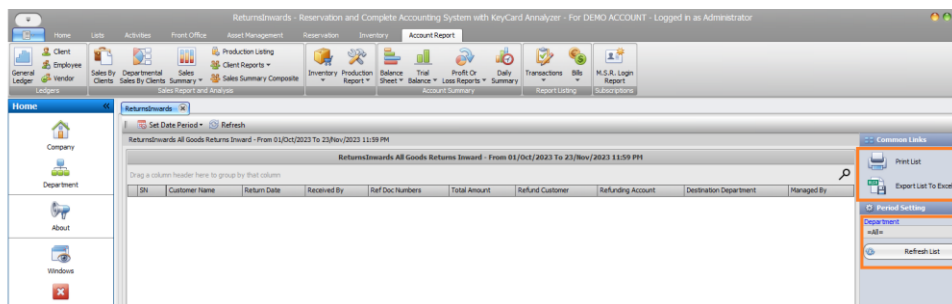 ReturnsInwards - Reservation and Complete Accounting System with KeyCard Annalyzer - For DEMO ACCOUNT - Logged in as Administrator
Home Lists Activities Front Office Asset Management Reservation Inventory Account Report
General Ledger
Client
Employee
Vendor
Ledgers
Sales By Clients
Departmental Sales By Clients
Sales Summary
Production Listing
Client Reports
Sales Summary Composite
Sales Report and Analysis
Inventory
Production Report
Balance Sheet
Trial Balance
Profit Or Loss Reports
Daily Summary
Account Summary
Transactions
Bills
Report Listing
M.S.R. Login Report
Subscriptions
Home
Company
Department
About
Windows
ReturnsInwards
Set Date Period Refresh
ReturnsInwards All Goods Returns Inward - From 01/Oct/2023 To 23/Nov/2023 11:59 PM
ReturnsInwards All Goods Returns Inward - From 01/Oct/2023 To 23/Nov/2023 11:59 PM
Drag a column header here to group by that column
SN Customer Name Return Date Received By Ref Doc Numbers Total Amount Refund Customer Refunding Account Destination Department Managed By
Common Links
Print List
Export List To Excel
Period Setting
Department
=All=
Refresh List